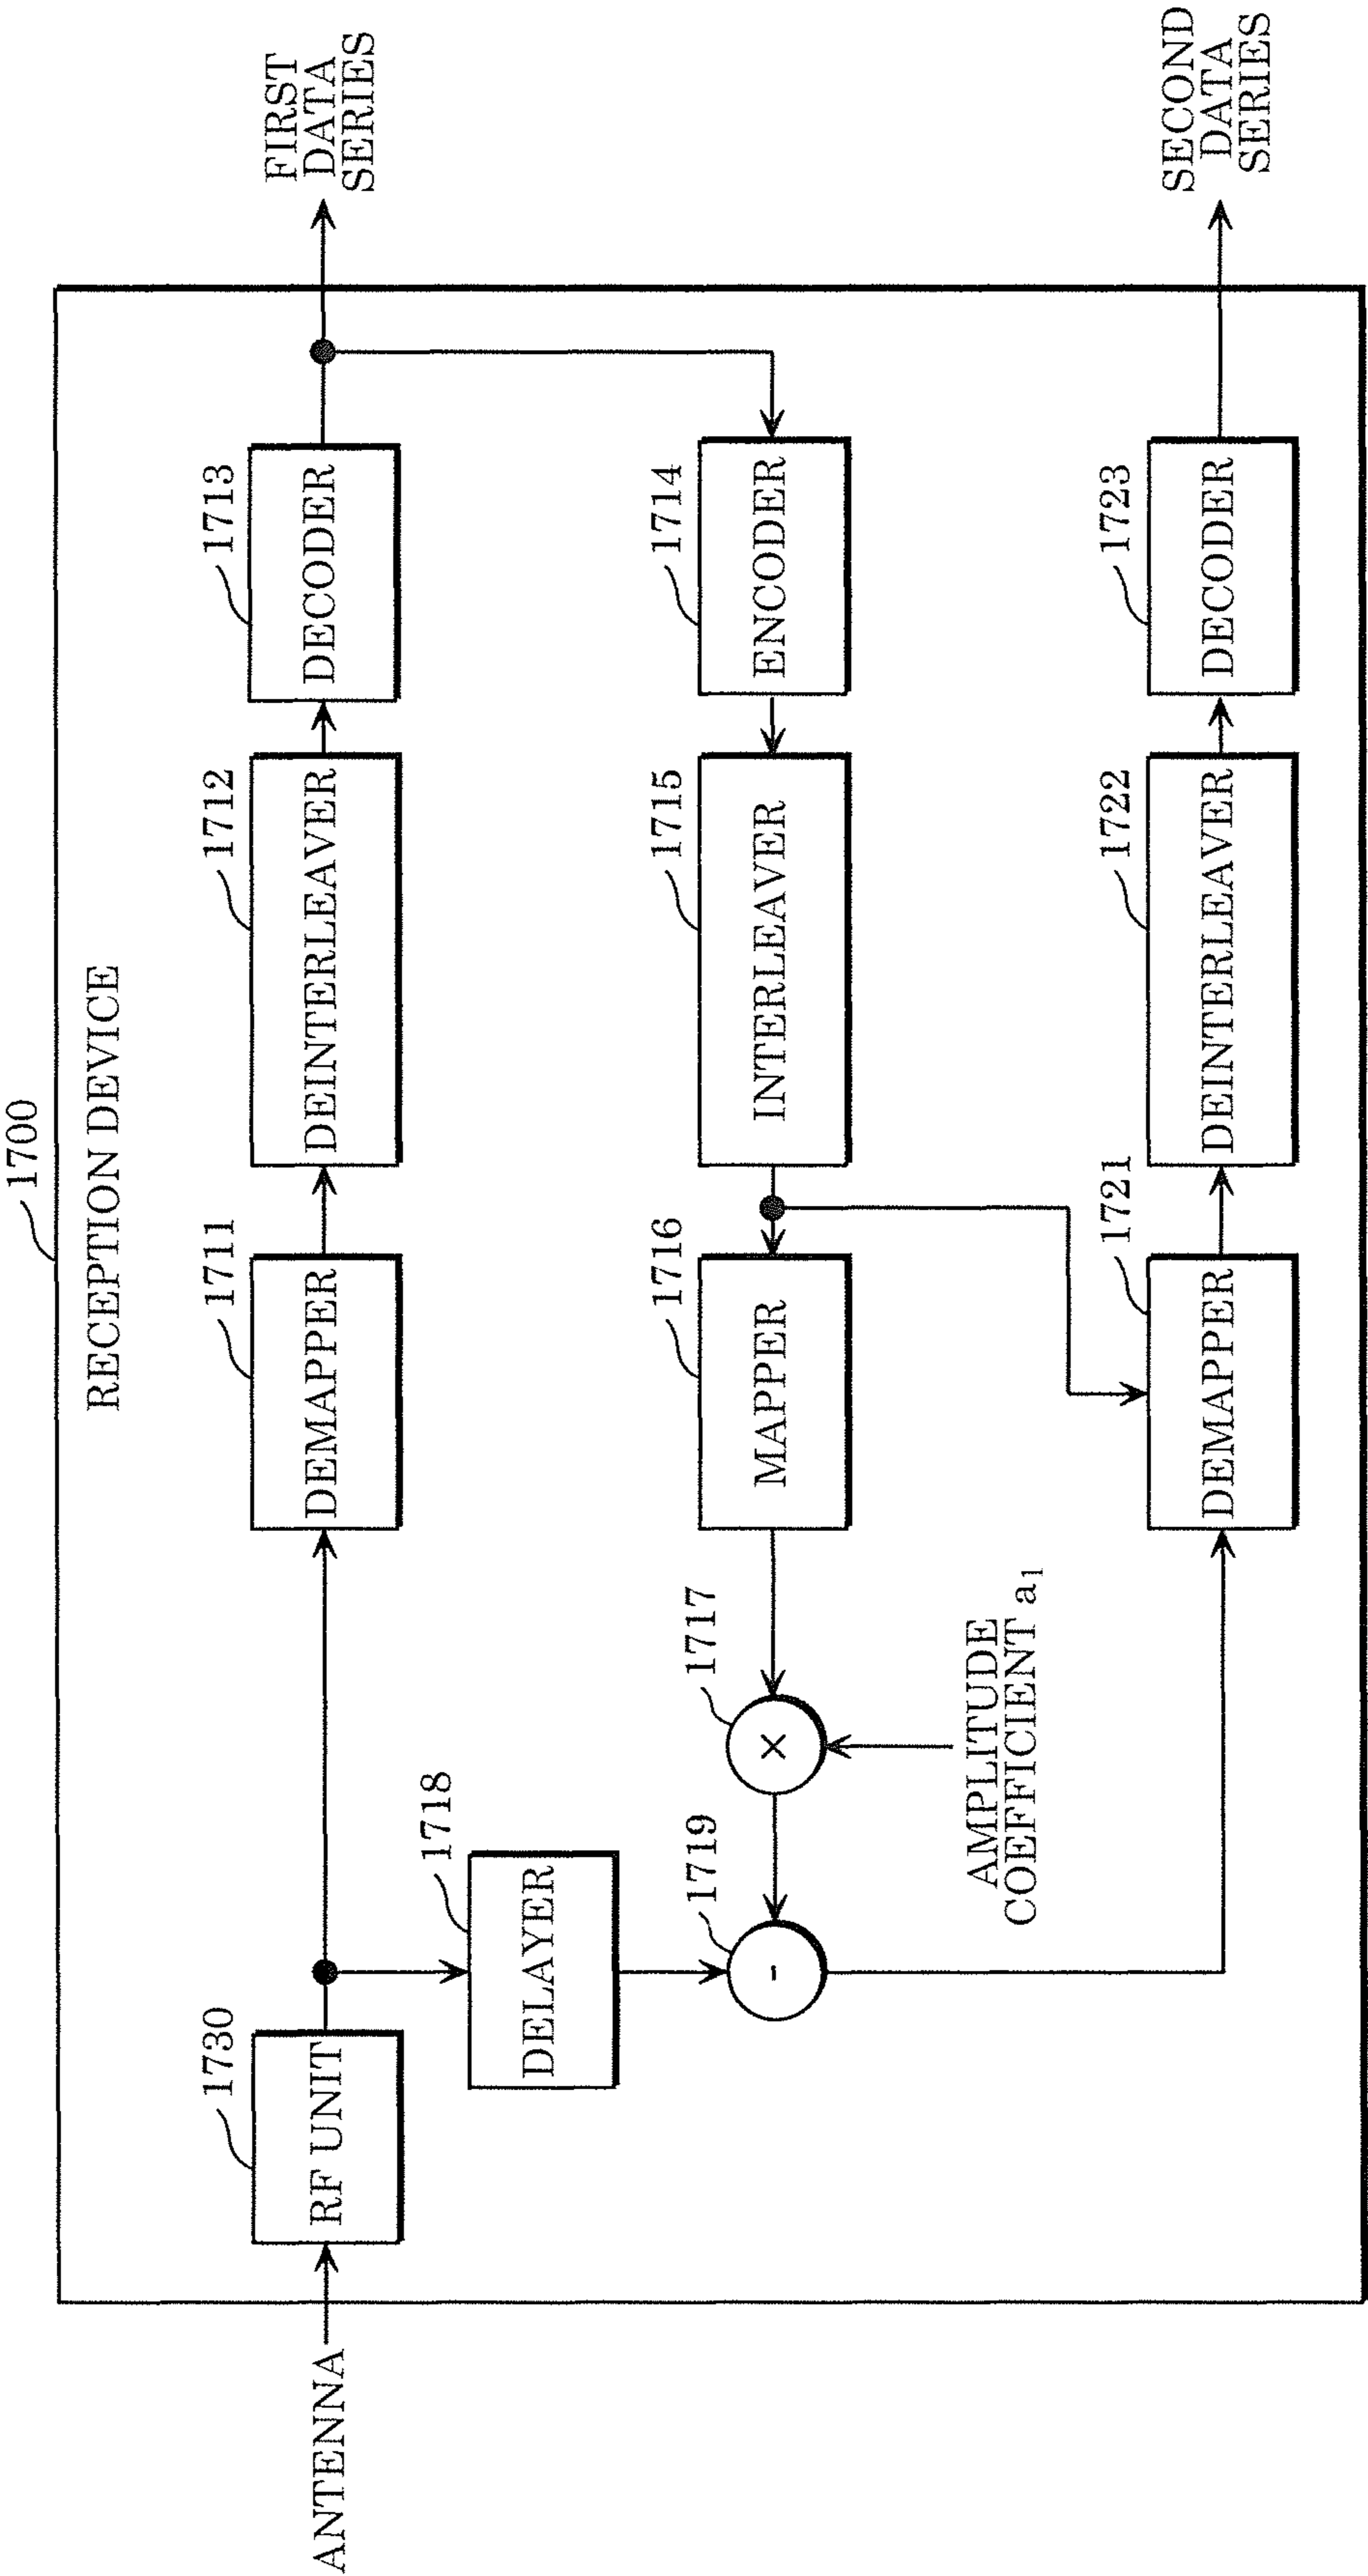 1700
RECEPTION DEVICE
ANTENNA
1730
RF UNIT
1711
DEMAPPER
1712
DEINTERLEAVER
1713
DECODER
FIRST
DATA
SERIES
1718
DELAYER
1719
-
1717
×
AMPLITUDE
COEFFICIENT a₁
1716
MAPPER
1715
INTERLEAVER
1714
ENCODER
1721
DEMAPPER
1722
DEINTERLEAVER
1723
DECODER
SECOND
DATA
SERIES